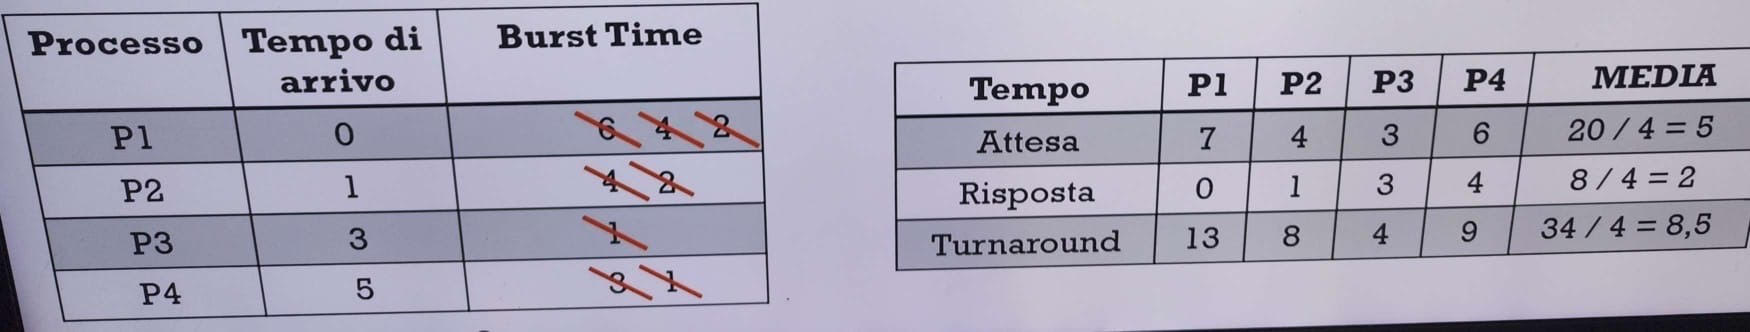 Processo Tempo di arrivo Burst Time
P1 0 6 4 2
P2 1 4 2
P3 3 1
P4 5 3 1
Tempo P1 P2 P3 P4 MEDIA
Attesa 7 4 3 6 20 / 4 = 5
Risposta 0 1 3 4 8 / 4 = 2
Turnaround 13 8 4 9 34 / 4 = 8,5